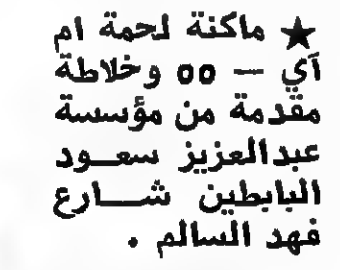 ★ ماكنة لحمة ام
آي — ٥٥ وخلاطة
مقدمة من مؤسسة
عبدالعزيز سعود
البابطين شارع
فهد السالم .